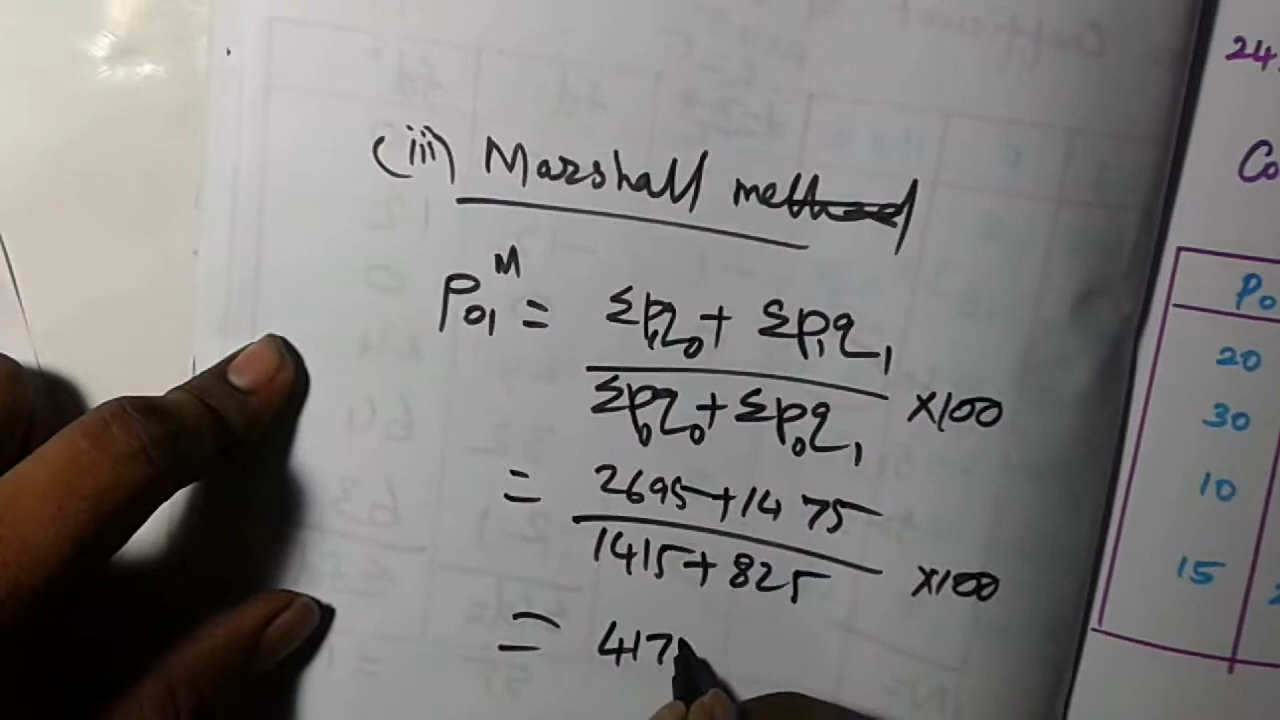 (iii) Marshall method
P₀₁ᴹ = Σp₁q₀ + Σp₁q₁
Σp₀q₀ + Σp₀q₁ ×100
= 2695+1475
1415+825 ×100
= 417
24.
Co
P₀
20
30
10
15